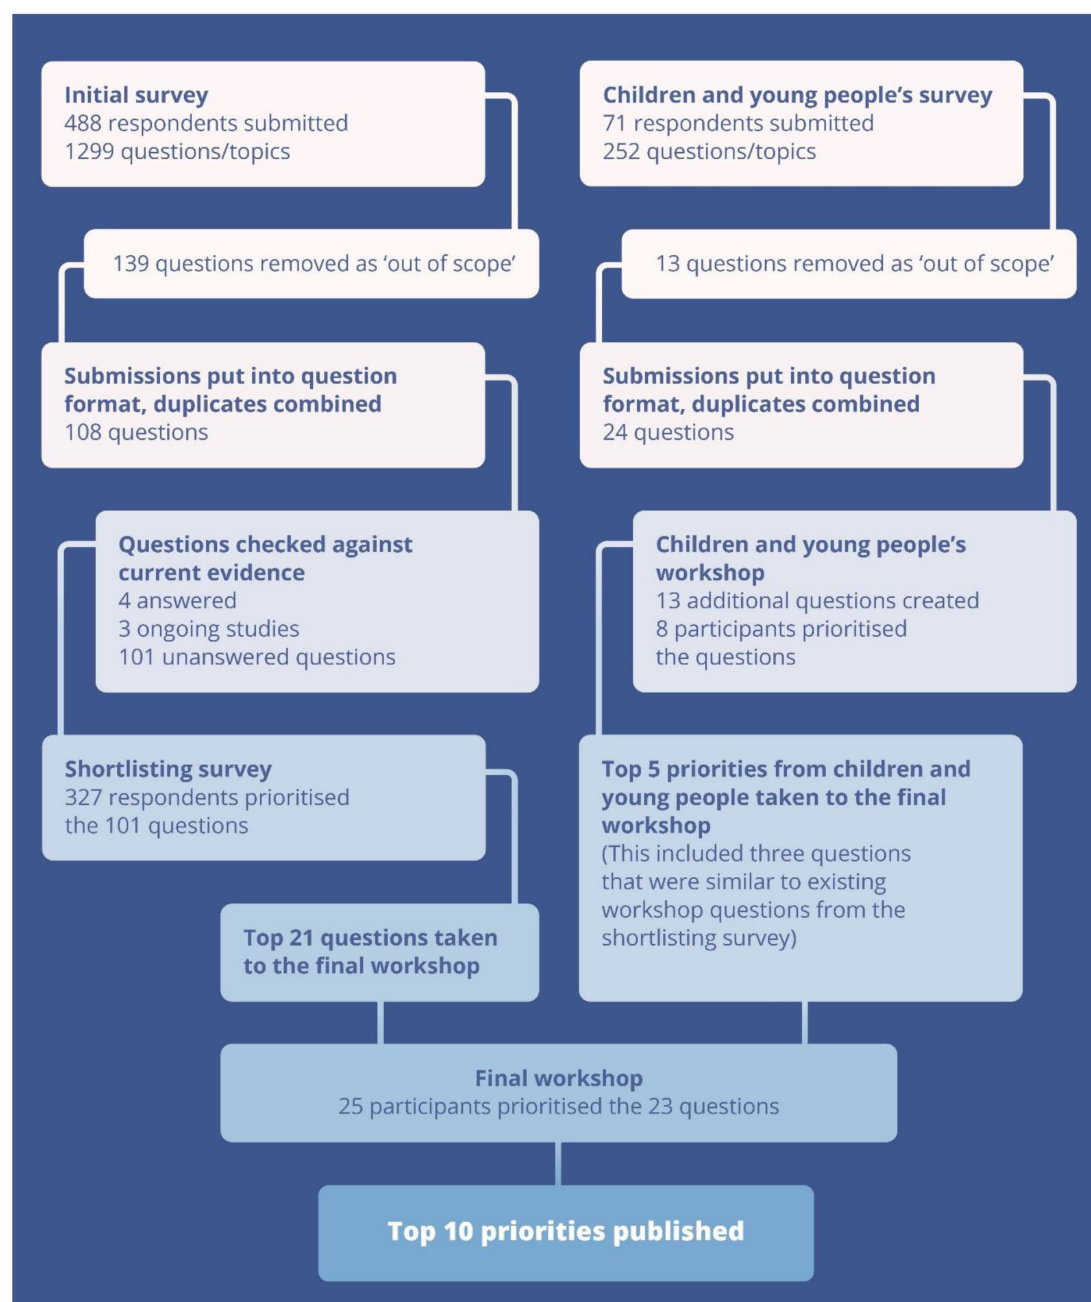 Initial survey
488 respondents submitted
1299 questions/topics
139 questions removed as ‘out of scope’
Submissions put into question
format, duplicates combined
108 questions
Questions checked against
current evidence
4 answered
3 ongoing studies
101 unanswered questions
Shortlisting survey
327 respondents prioritised
the 101 questions
Top 21 questions taken
to the final workshop
Children and young people’s survey
71 respondents submitted
252 questions/topics
13 questions removed as ‘out of scope’
Submissions put into question
format, duplicates combined
24 questions
Children and young people’s
workshop
13 additional questions created
8 participants prioritised
the questions
Top 5 priorities from children and
young people taken to the final
workshop
(This included three questions
that were similar to existing
workshop questions from the
shortlisting survey)
Final workshop
25 participants prioritised the 23 questions
Top 10 priorities published